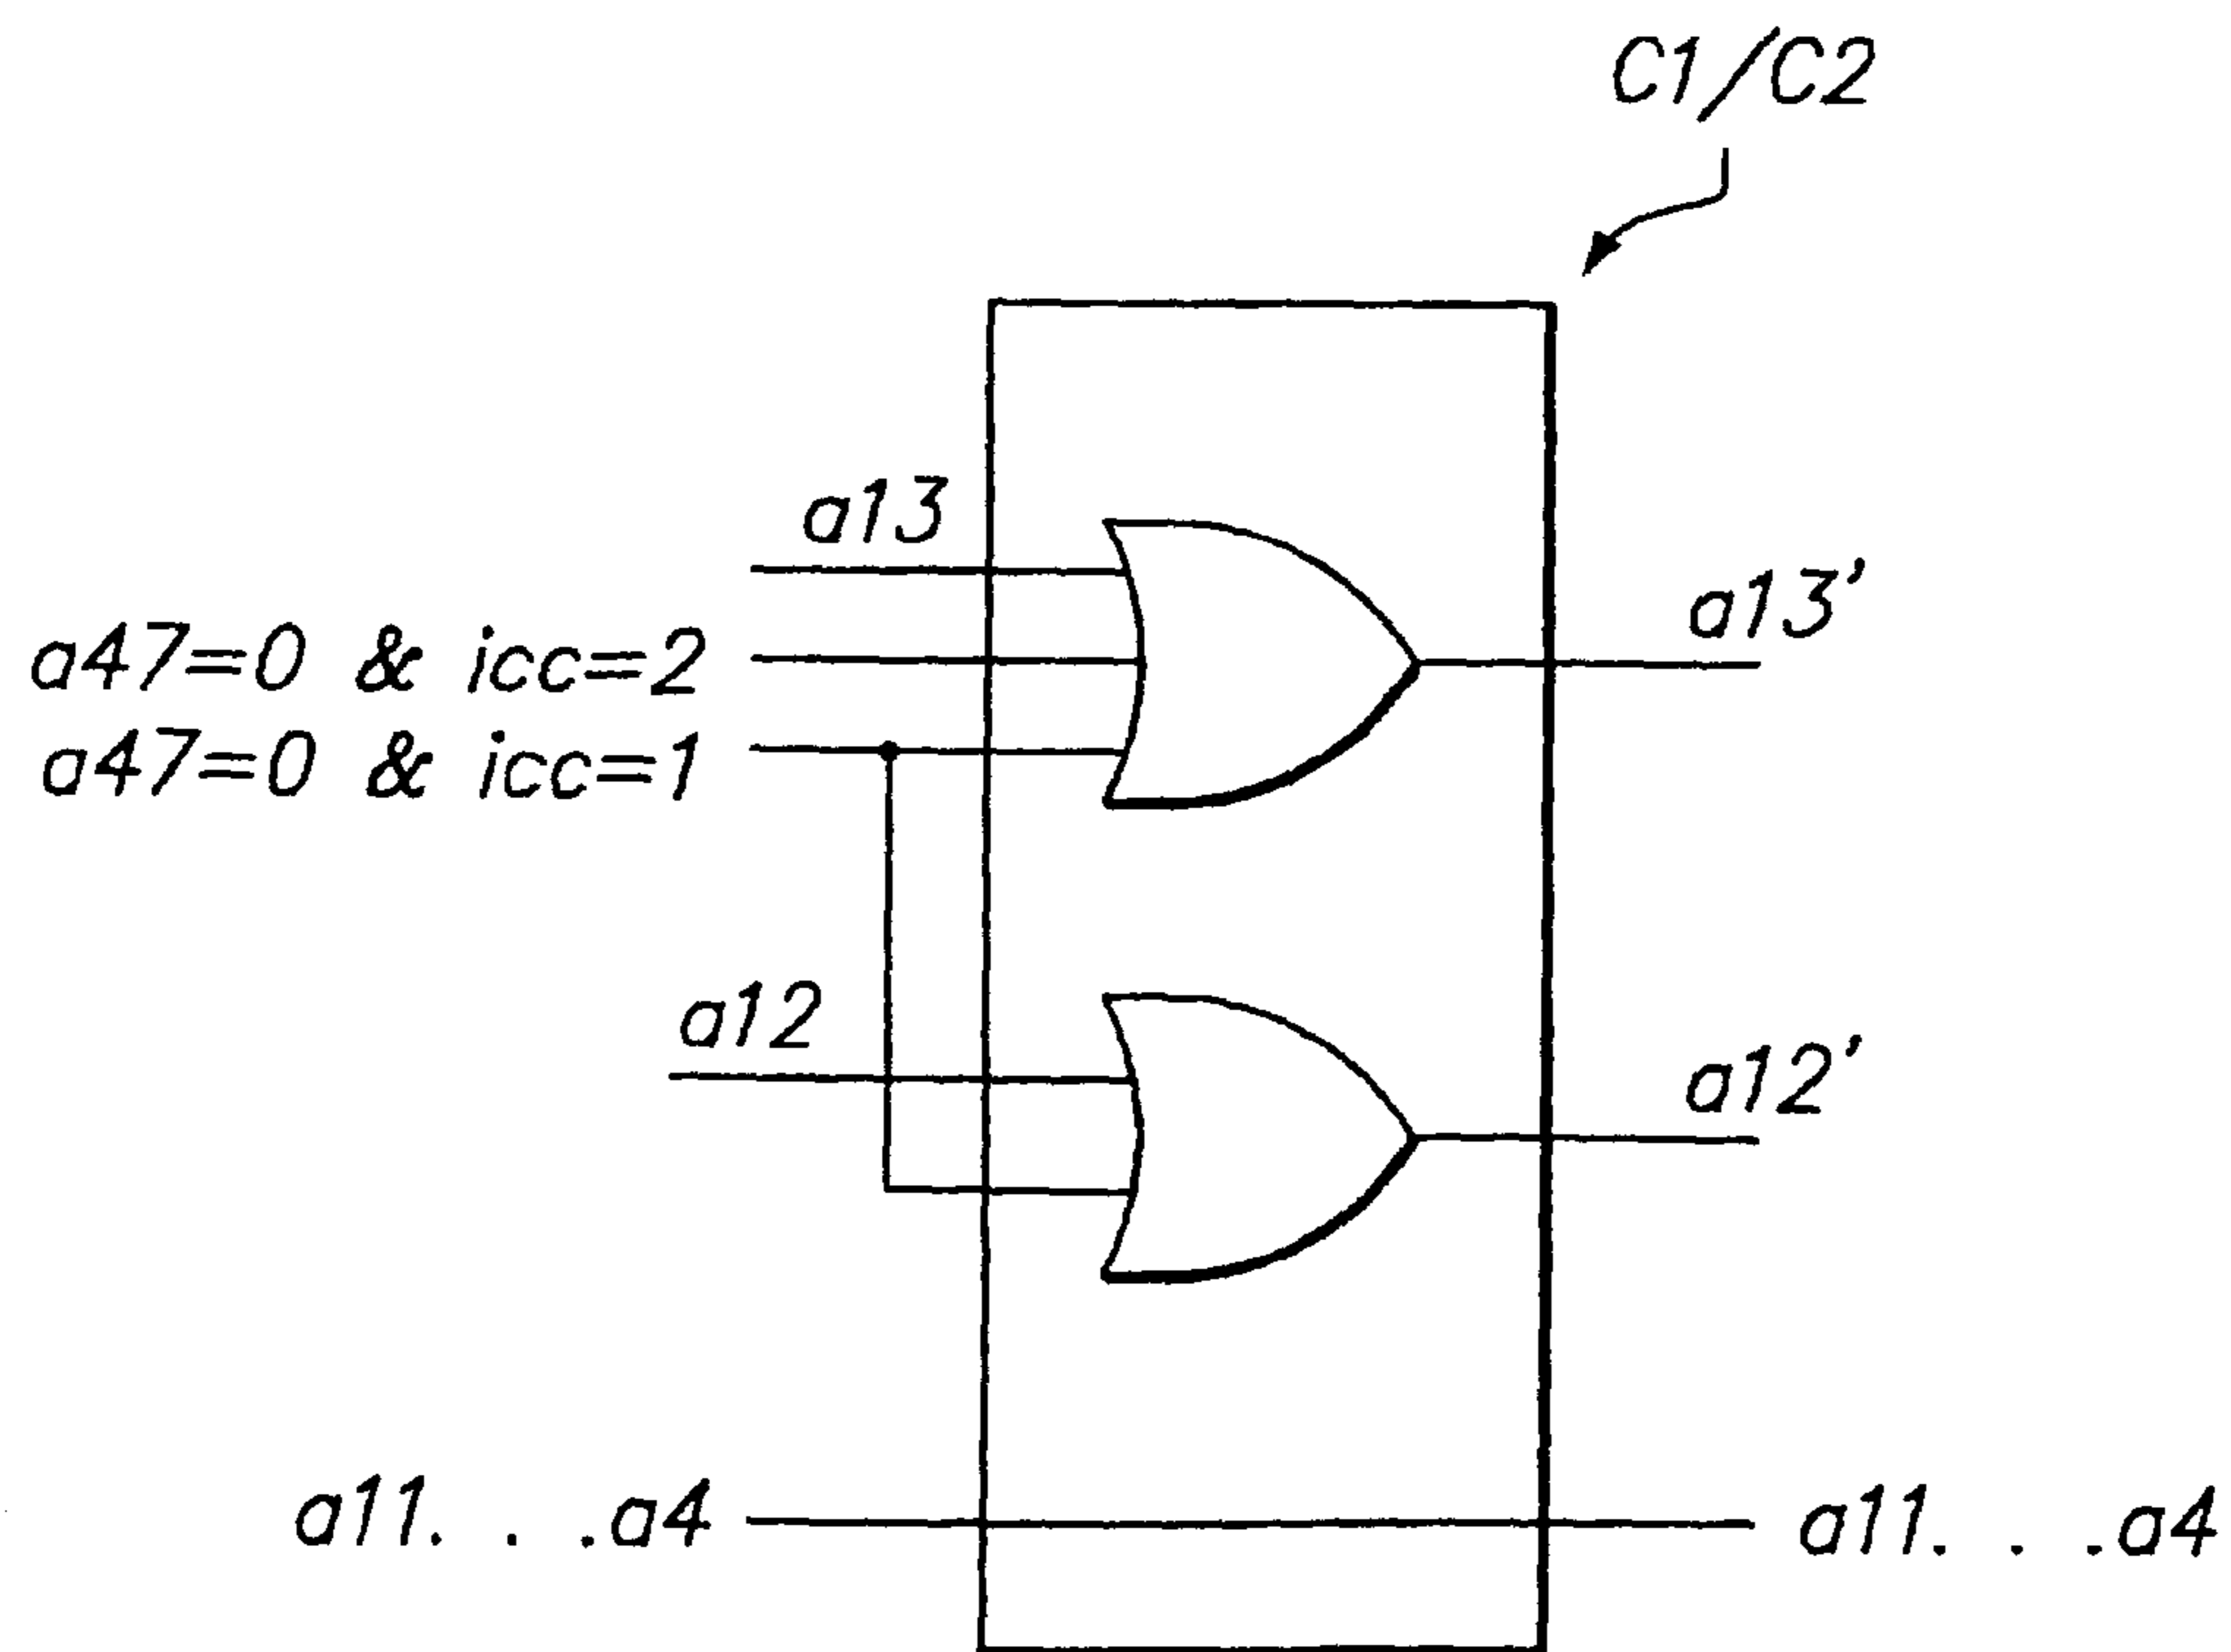 C1/C2
a13
a13'
a47=0 & icc=2
a47=0 & icc=1
a12
a12'
a11. . .a4
a11. . .a4